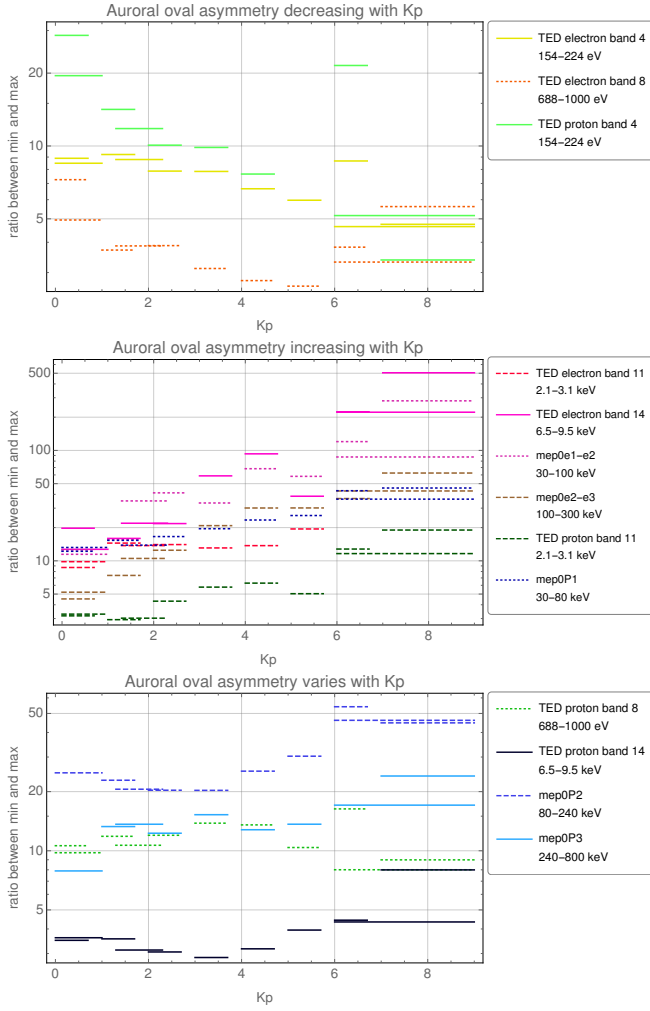 Auroral oval asymmetry decreasing with Kp
ratio between min and max
20
10
5
0
2
4
6
8
Kp
TED electron band 4
154–224 eV
TED electron band 8
688–1000 eV
TED proton band 4
154–224 eV
Auroral oval asymmetry increasing with Kp
ratio between min and max
500
100
50
10
5
0
2
4
6
8
Kp
TED electron band 11
2.1–3.1 keV
TED electron band 14
6.5–9.5 keV
mep0e1–e2
30–100 keV
mep0e2–e3
100–300 keV
TED proton band 11
2.1–3.1 keV
mep0P1
30–80 keV
Auroral oval asymmetry varies with Kp
ratio between min and max
50
20
10
5
0
2
4
6
8
Kp
TED proton band 8
688–1000 eV
TED proton band 14
6.5–9.5 keV
mep0P2
80–240 keV
mep0P3
240–800 keV